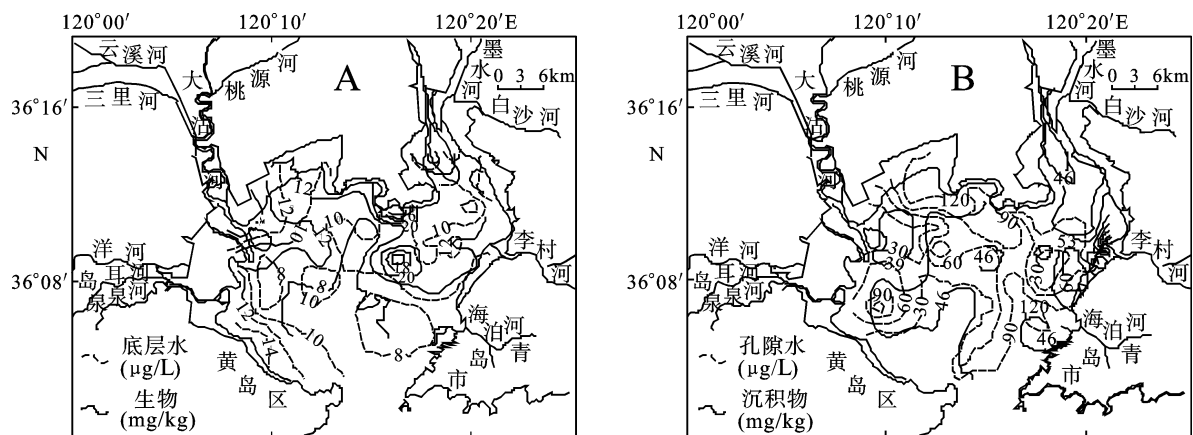 120°00′ 120°10′ 120°20′E
云溪河
大沽河
桃源河
三里河
A
墨水河
0 3 6km
白沙河
36°16′
N
12
12
10
10
10
20
8
8
10
10
14
8
洋河
岛耳河
泉泉河
36°08′
李村河
海泊河
青岛市
黄岛区
底层水
(μg/L)
生物
(mg/kg)
120°00′ 120°10′ 120°20′E
云溪河
大沽河
桃源河
三里河
B
墨水河
0 3 6km
白沙河
36°16′
N
46
120
90
30
39
60
46
53
90
60
30
46
90
120
46
洋河
岛耳河
泉泉河
36°08′
李村河
海泊河
青岛市
黄岛区
孔隙水
(μg/L)
沉积物
(mg/kg)